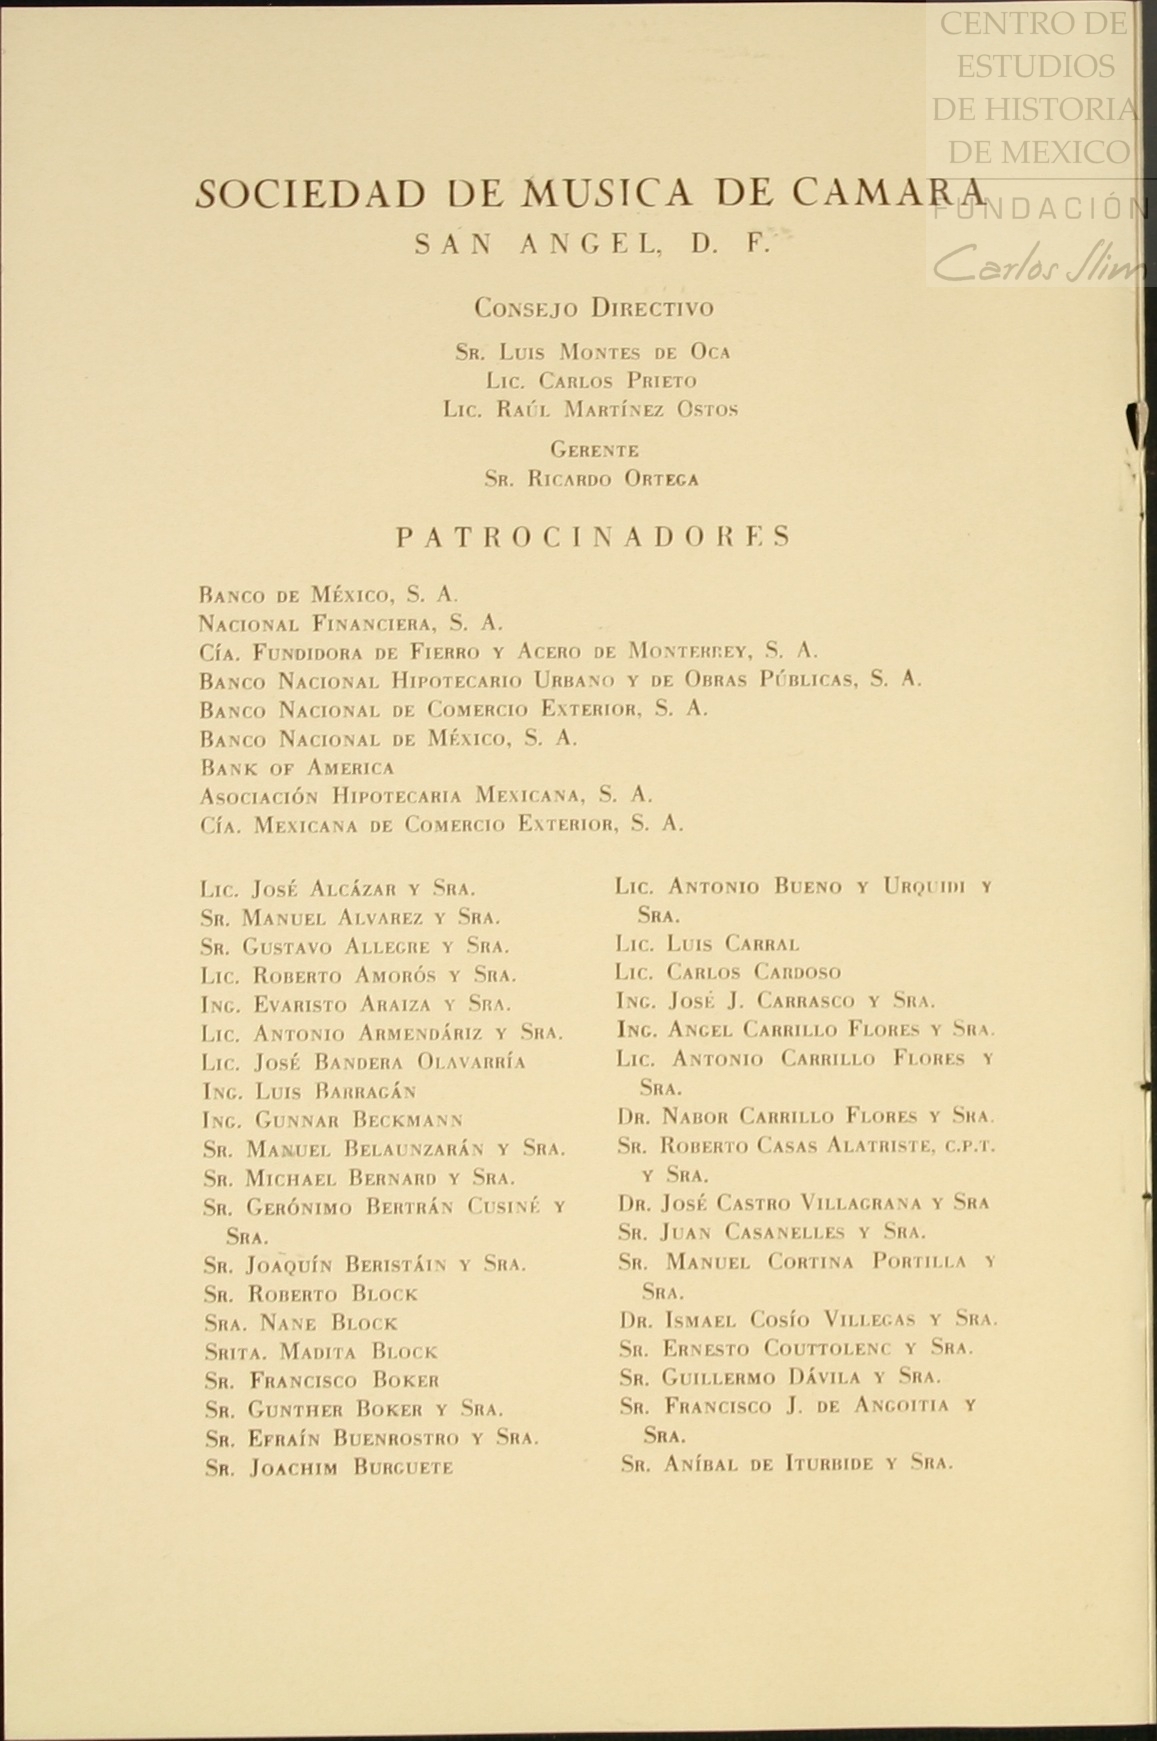 CENTRO DE
ESTUDIOS
DE HISTORIA
DE MEXICO
FUNDACIÓN
Carlos Slim
SOCIEDAD DE MUSICA DE CAMARA
SAN ANGEL, D. F.
CONSEJO DIRECTIVO
SR. LUIS MONTES DE OCA
LIC. CARLOS PRIETO
LIC. RAÚL MARTÍNEZ OSTOS
GERENTE
SR. RICARDO ORTEGA
PATROCINADORES
BANCO DE MÉXICO, S. A.
NACIONAL FINANCIERA, S. A.
CÍA. FUNDIDORA DE FIERRO Y ACERO DE MONTERREY, S. A.
BANCO NACIONAL HIPOTECARIO URBANO Y DE OBRAS PÚBLICAS, S. A.
BANCO NACIONAL DE COMERCIO EXTERIOR, S. A.
BANCO NACIONAL DE MÉXICO, S. A.
BANK OF AMERICA
ASOCIACIÓN HIPOTECARIA MEXICANA, S. A.
CÍA. MEXICANA DE COMERCIO EXTERIOR, S. A.
LIC. JOSÉ ALCÁZAR Y SRA.
SR. MANUEL ALVAREZ Y SRA.
SR. GUSTAVO ALLEGRE Y SRA.
LIC. ROBERTO AMORÓS Y SRA.
ING. EVARISTO ARAIZA Y SRA.
LIC. ANTONIO ARMENDÁRIZ Y SRA.
LIC. JOSÉ BANDERA OLAVARRÍA
ING. LUIS BARRAGÁN
ING. GUNNAR BECKMANN
SR. MANUEL BELAUNZARÁN Y SRA.
SR. MICHAEL BERNARD Y SRA.
SR. GERÓNIMO BERTRÁN CUSINÉ Y
SRA.
SR. JOAQUÍN BERISTÁIN Y SRA.
SR. ROBERTO BLOCK
SRA. NANE BLOCK
SRITA. MADITA BLOCK
SR. FRANCISCO BOKER
SR. GUNTHER BOKER Y SRA.
SR. EFRAÍN BUENROSTRO Y SRA.
SR. JOACHIM BURGUETE
LIC. ANTONIO BUENO Y URQUIDI Y
SRA.
LIC. LUIS CARRAL
LIC. CARLOS CARDOSO
ING. JOSÉ J. CARRASCO Y SRA.
ING. ANGEL CARRILLO FLORES Y SRA.
LIC. ANTONIO CARRILLO FLORES Y
SRA.
DR. NABOR CARRILLO FLORES Y SRA.
SR. ROBERTO CASAS ALATRISTE, C.P.T.
Y SRA.
DR. JOSÉ CASTRO VILLAGRANA Y SRA
SR. JUAN CASANELLES Y SRA.
SR. MANUEL CORTINA PORTILLA Y
SRA.
DR. ISMAEL COSÍO VILLEGAS Y SRA.
SR. ERNESTO COUTTOLENC Y SRA.
SR. GUILLERMO DÁVILA Y SRA.
SR. FRANCISCO J. DE ANGOITIA Y
SRA.
SR. ANÍBAL DE ITURBIDE Y SRA.